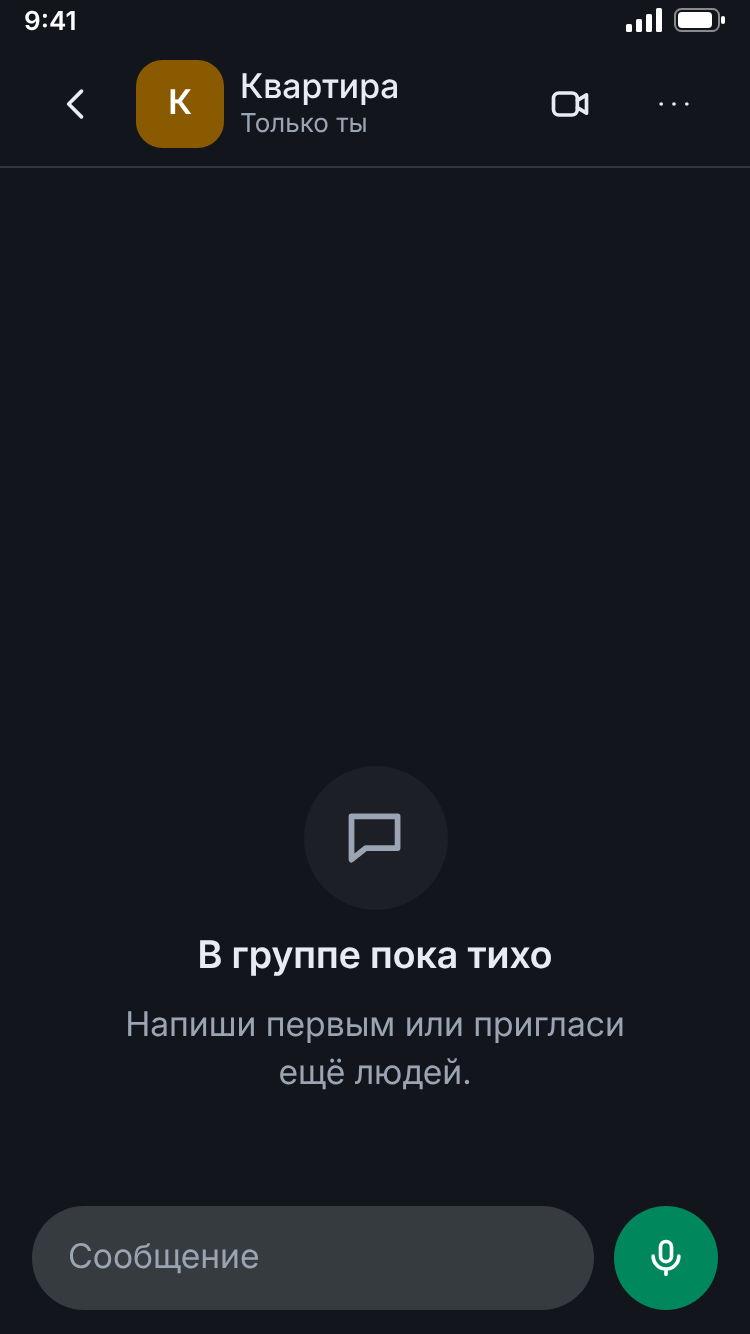 9:41
К
Квартира
Только ты
В группе пока тихо
Напиши первым или пригласи
ещё людей.
Сообщение